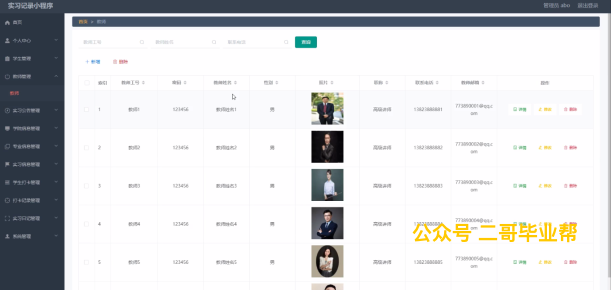 实习记录小程序
管理员 abo 退出登录
首页
个人中心
学生管理
教师管理
教师
实习公告管理
学院信息管理
专业信息管理
实习信息管理
学生打卡管理
打卡记录管理
实习日记管理
系统管理
首页 教师
教师工号 教师姓名 联系电话 查询
+ 新增 删除
索引 教师工号 密码 教师姓名 性别 照片 职称 联系电话 教师邮箱 操作
1 教师1 123456 教师姓名1 男 高级讲师 13823888881 773890001@qq.com 详情 修改 删除
2 教师2 123456 教师姓名2 男 高级讲师 13823888882 773890002@qq.com 详情 修改 删除
3 教师3 123456 教师姓名3 男 高级讲师 13823888883 773890003@qq.com 详情 修改 删除
4 教师4 123456 教师姓名4 男 高级讲师 13823888884 773890004@qq.com 详情 修改 删除
公众号 二哥毕业帮
5 教师5 123456 教师姓名5 男 高级讲师 13823888885 773890005@qq.com 详情 修改 删除